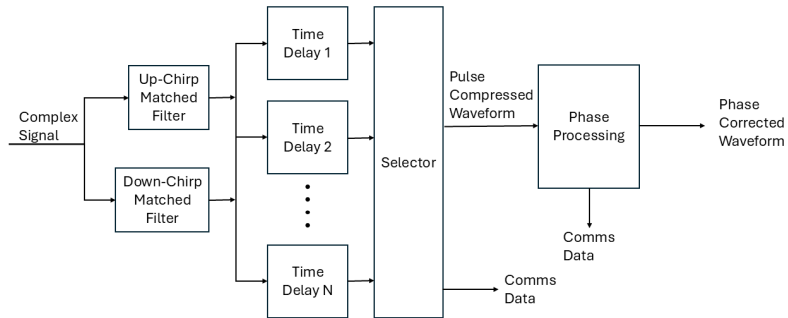 Complex
Signal
Up-Chirp
Matched
Filter
Down-Chirp
Matched
Filter
Time
Delay 1
Time
Delay 2
Time
Delay N
Selector
Pulse
Compressed
Waveform
Comms
Data
Phase
Processing
Comms
Data
Phase
Corrected
Waveform